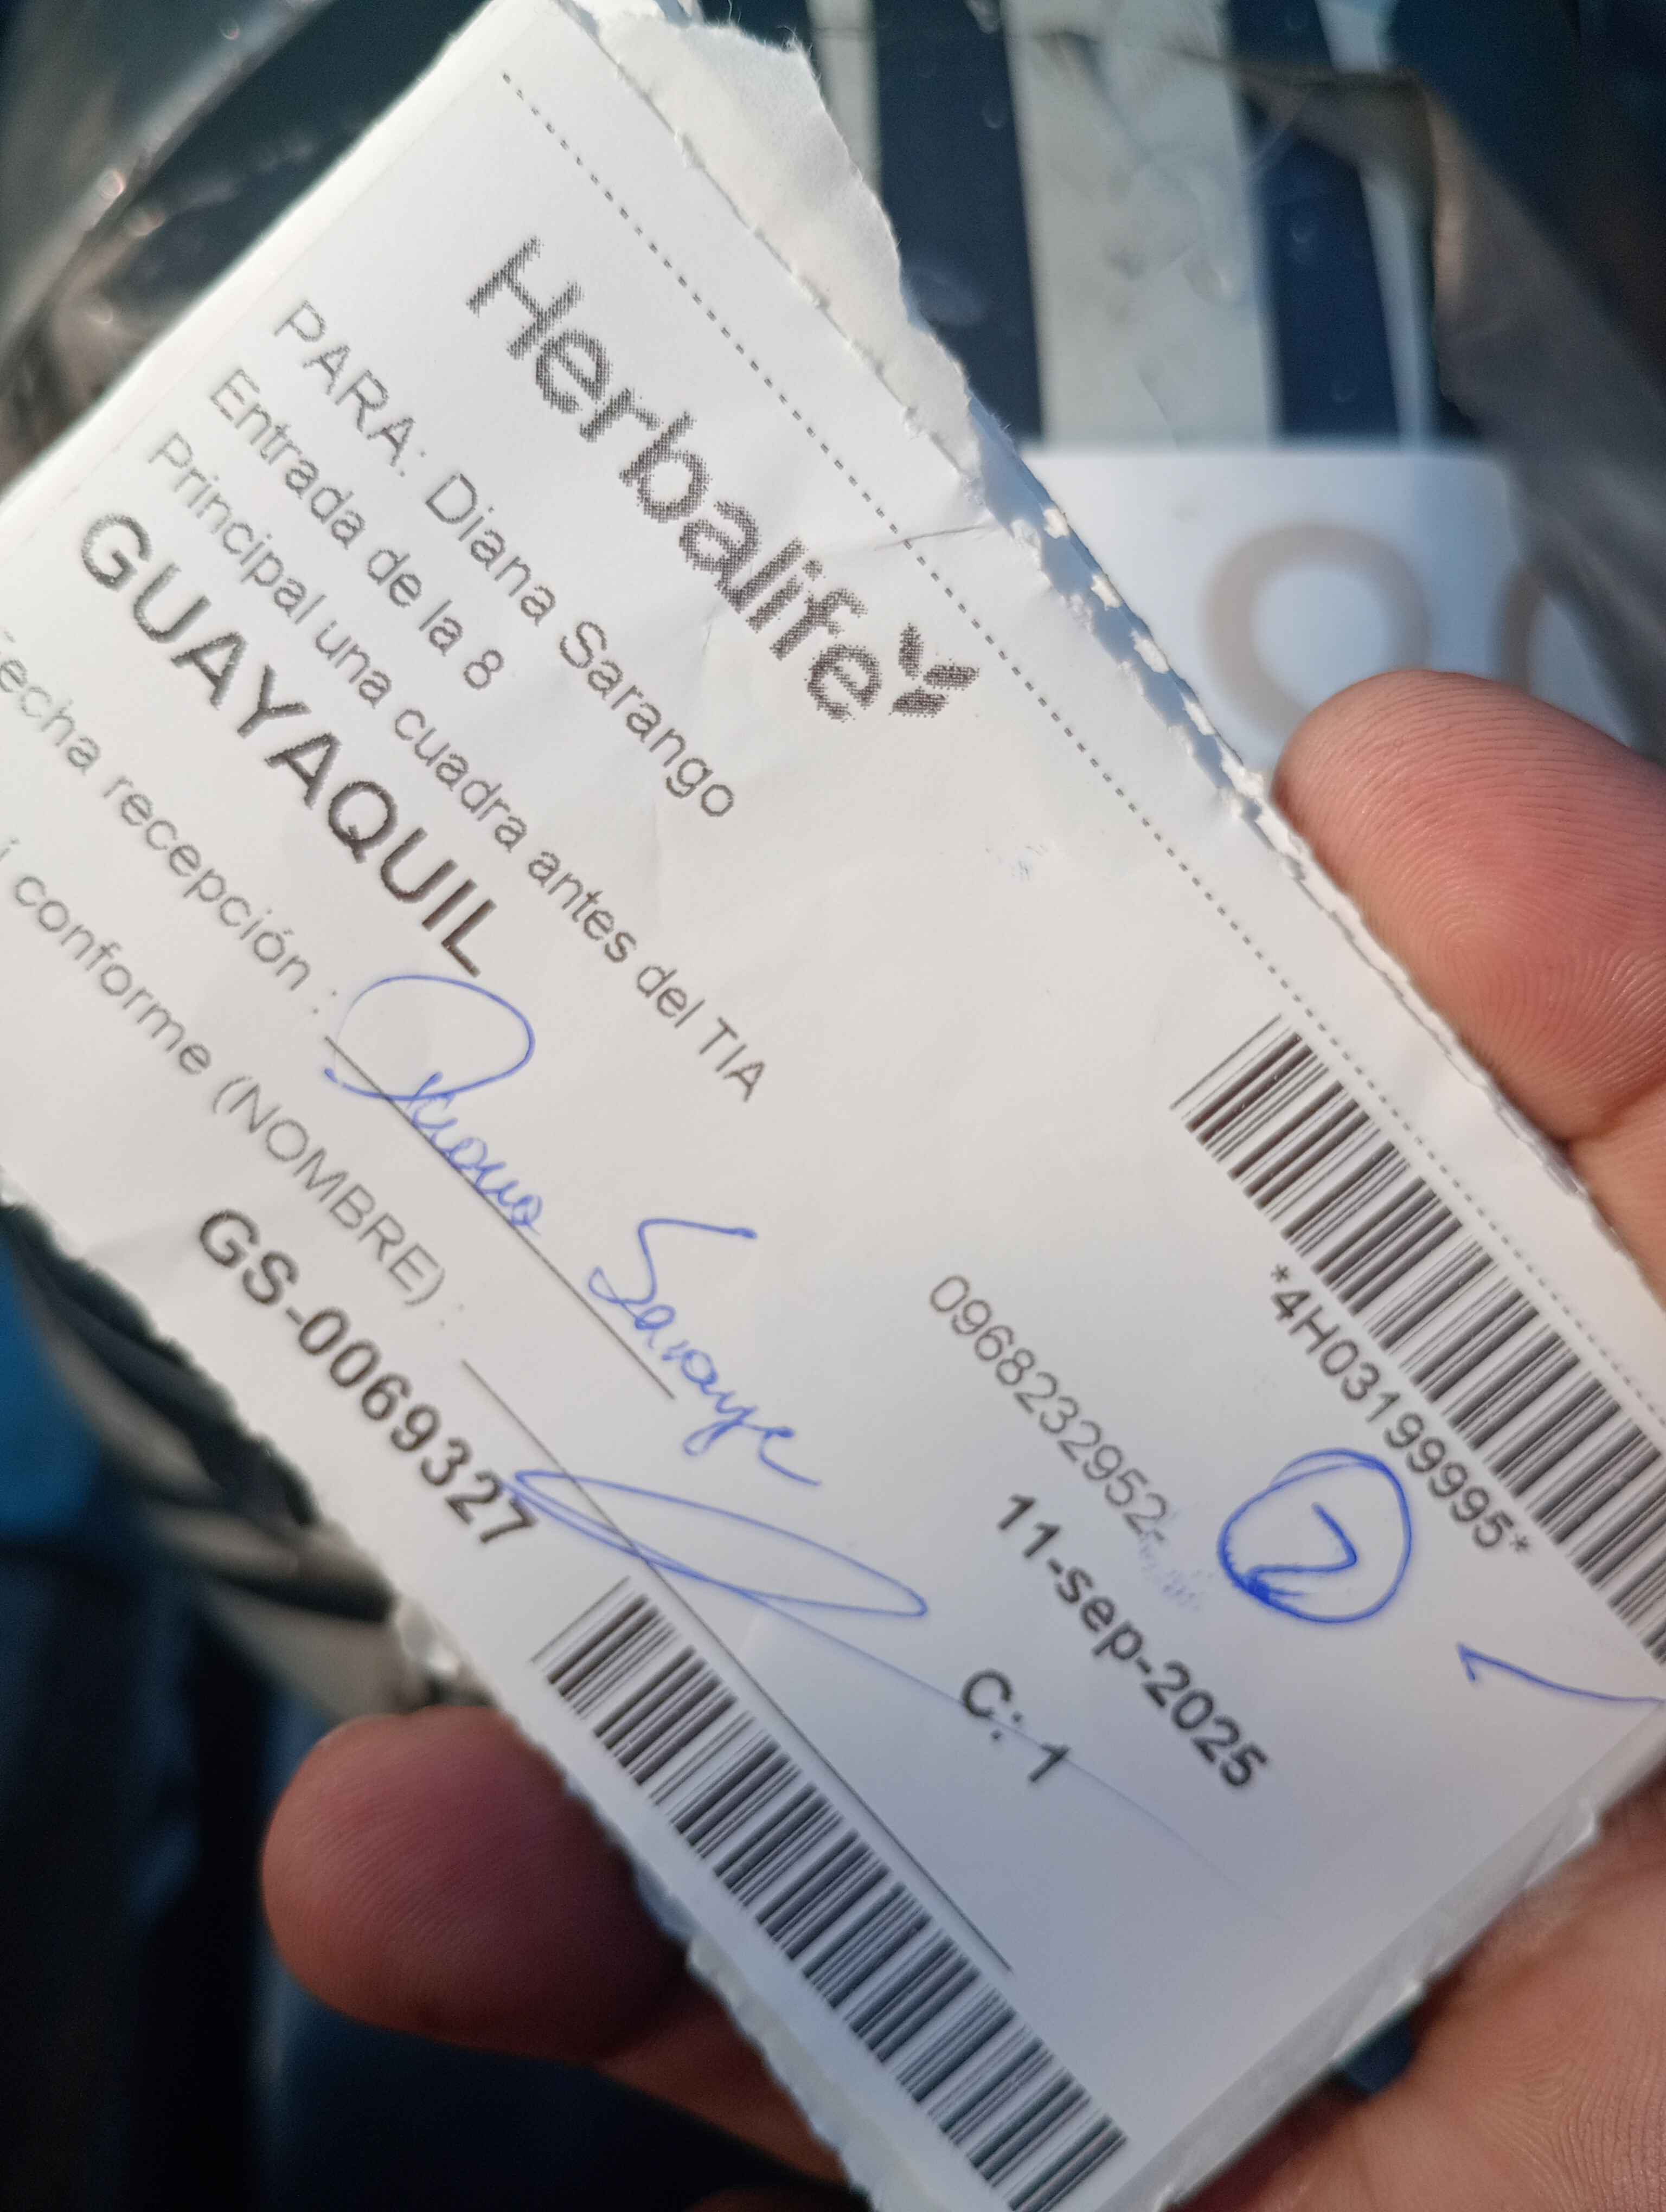 Herbalife
*4H03199995*
PARA: Diana Sarango
Entrada de la 8
Principal una cuadra antes del TIA
0968232952-
GUAYAQUIL
11-sep-2025
echa recepción :
C: 1
i conforme (NOMBRE) :
GS-0069327